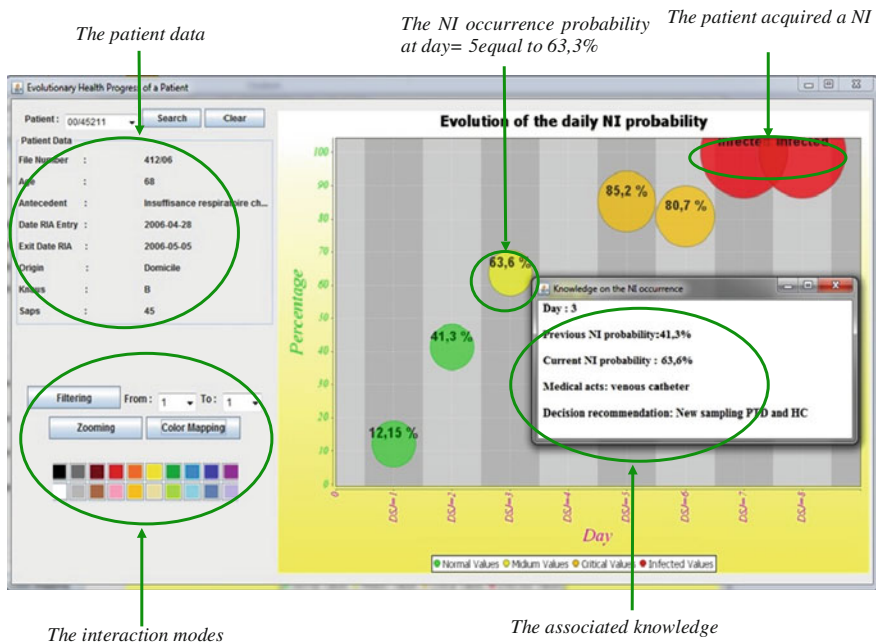 The patient data
The NI occurrence probability
at day= 5equal to 63,3%
The patient acquired a NI
Evolutionary Health Progress of a Patient
Patient :
00/45211
Search
Clear
Patient Data
File Number : 412/06
Age : 68
Antecedent : Insuffisance respiratoire ch...
Date RIA Entry : 2006-04-28
Exit Date RIA : 2006-05-05
Origin : Domicile
Knaus : B
Saps : 45
Filtering
From : 1 To : 1
Zooming
Color Mapping
Evolution of the daily NI probability
Percentage
100
90
80
70
60
50
40
30
20
10
0
12,15 %
41,3 %
63,6 %
85,2 %
80,7 %
Infected
Infected
0
DSJ=1
DSJ=2
DSJ=3
DSJ=4
DSJ=5
DSJ=6
DSJ=7
DSJ=8
Day
Normal Values
Midium Values
Critical Values
Infected Values
Knowledge on the NI occurrence
Day : 3
Previous NI probability:41,3%
Current NI probability : 63,6%
Medical acts: venous catheter
Decision recommendation: New sampling PTD and HC
The interaction modes
The associated knowledge